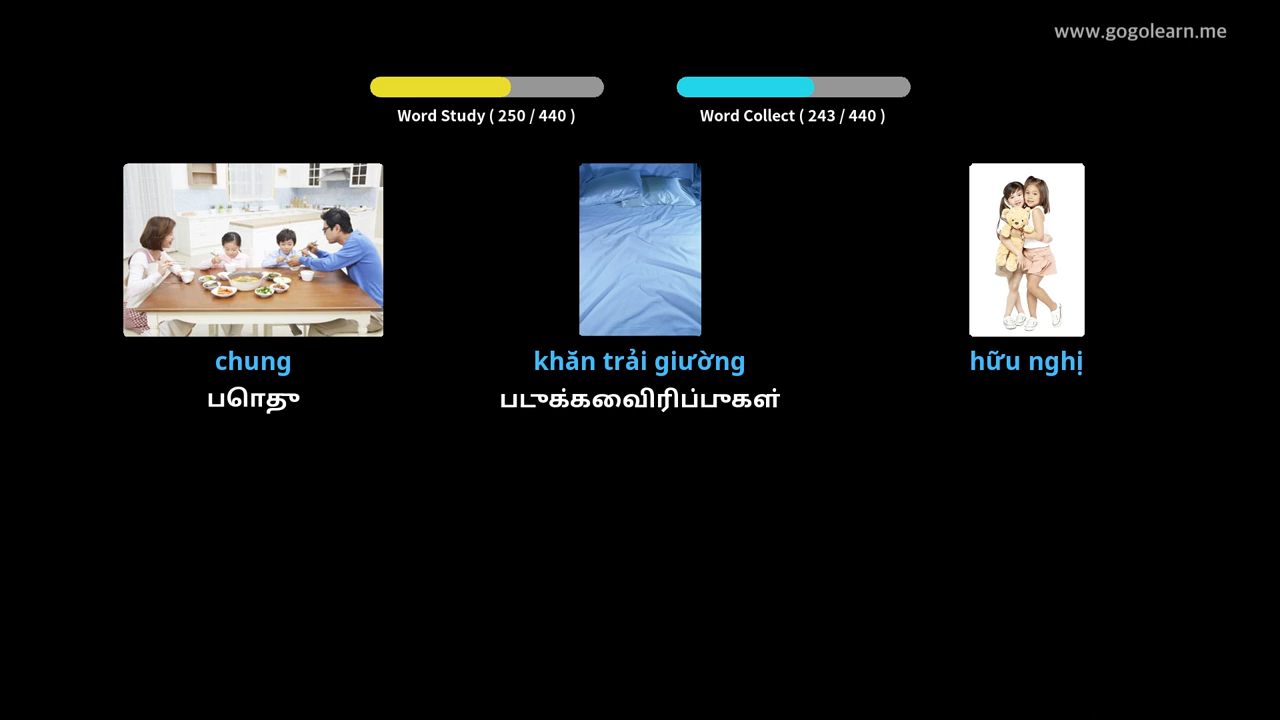 www.gogolearn.me
Word Study ( 250 / 440 )
Word Collect ( 243 / 440 )
chung
பொது
khăn trải giường
படுக்கைவிரிப்புகள்
hữu nghị